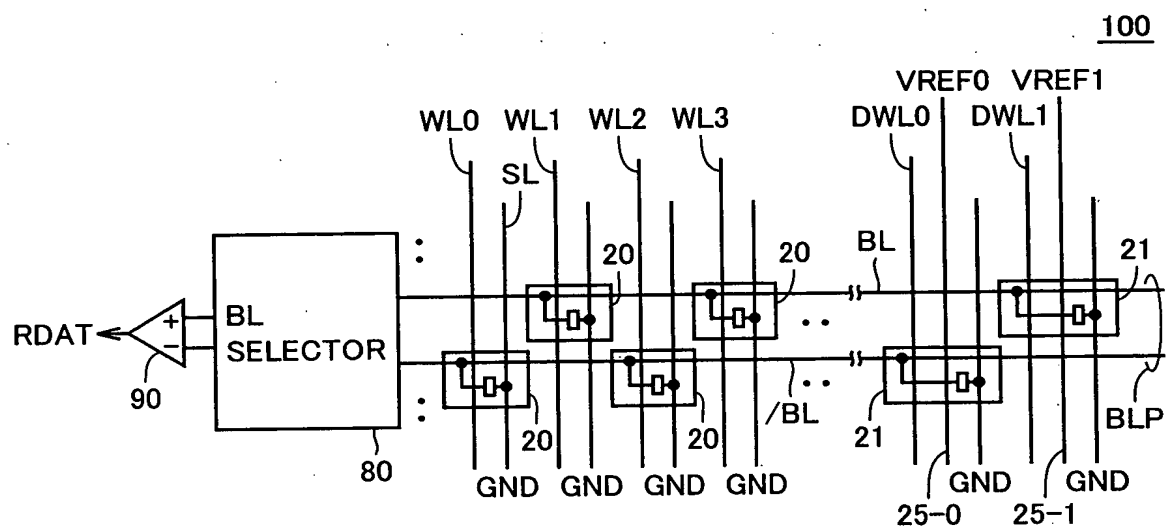 100
VREF0 VREF1
WL0 WL1 WL2 WL3 DWL0 DWL1
SL
20 20 BL 21
BL
SELECTOR
RDAT
+
−
90
80
20 20 /BL 21 BLP
GND GND GND GND GND GND
25-0 25-1